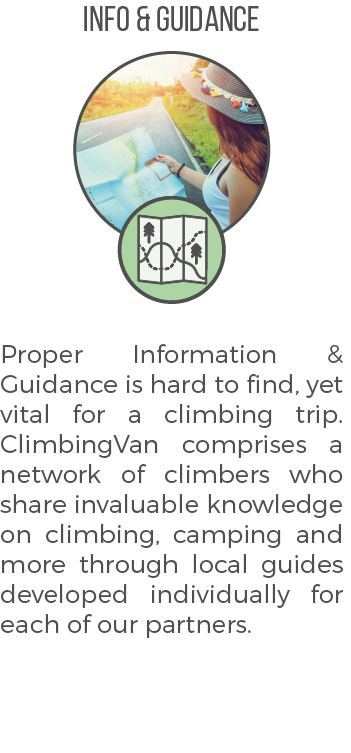 INFO & GUIDANCE
Proper Information &
Guidance is hard to find, yet
vital for a climbing trip.
ClimbingVan comprises a
network of climbers who
share invaluable knowledge
on climbing, camping and
more through local guides
developed individually for
each of our partners.